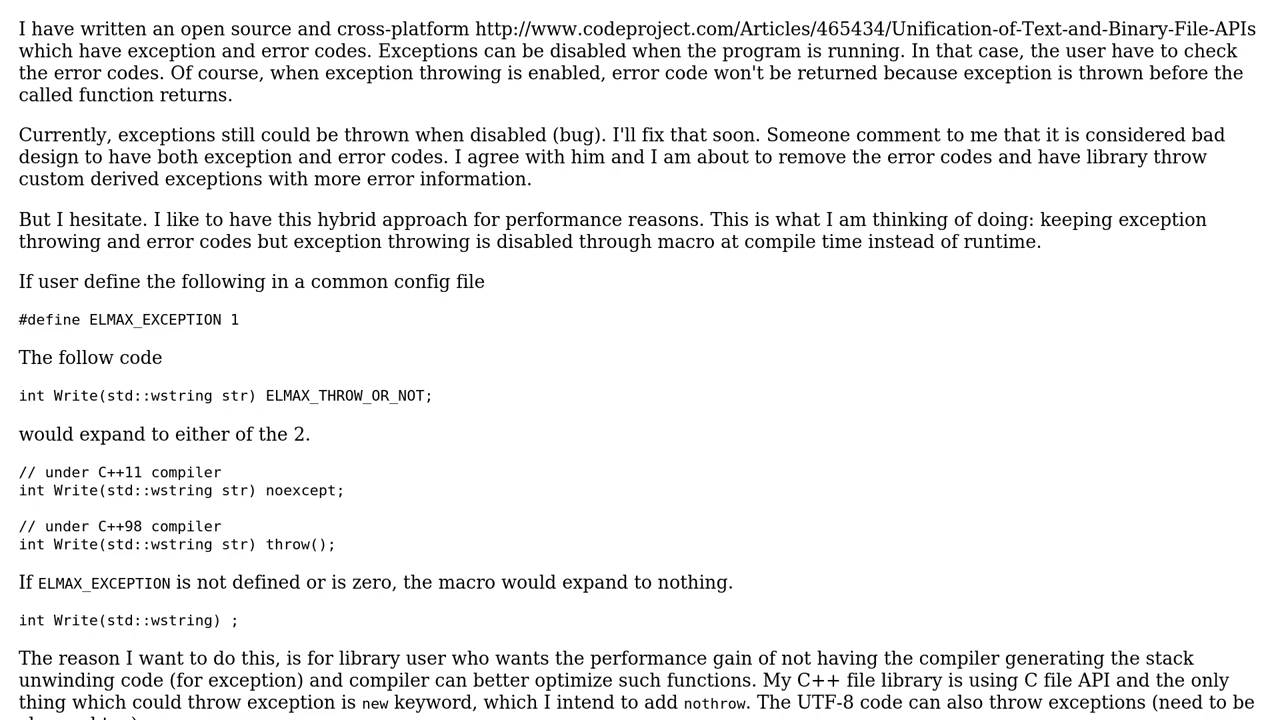 I have written an open source and cross-platform http://www.codeproject.com/Articles/465434/Unification-of-Text-and-Binary-File-APIs
which have exception and error codes. Exceptions can be disabled when the program is running. In that case, the user have to check
the error codes. Of course, when exception throwing is enabled, error code won't be returned because exception is thrown before the
called function returns.
Currently, exceptions still could be thrown when disabled (bug). I'll fix that soon. Someone comment to me that it is considered bad
design to have both exception and error codes. I agree with him and I am about to remove the error codes and have library throw
custom derived exceptions with more error information.
But I hesitate. I like to have this hybrid approach for performance reasons. This is what I am thinking of doing: keeping exception
throwing and error codes but exception throwing is disabled through macro at compile time instead of runtime.
If user define the following in a common config file
#define ELMAX_EXCEPTION 1
The follow code
int Write(std::wstring str) ELMAX_THROW_OR_NOT;
would expand to either of the 2.
// under C++11 compiler
int Write(std::wstring str) noexcept;
// under C++98 compiler
int Write(std::wstring str) throw();
If ELMAX_EXCEPTION is not defined or is zero, the macro would expand to nothing.
int Write(std::wstring) ;
The reason I want to do this, is for library user who wants the performance gain of not having the compiler generating the stack
unwinding code (for exception) and compiler can better optimize such functions. My C++ file library is using C file API and the only
thing which could throw exception is new keyword, which I intend to add nothrow. The UTF-8 code can also throw exceptions (need to be